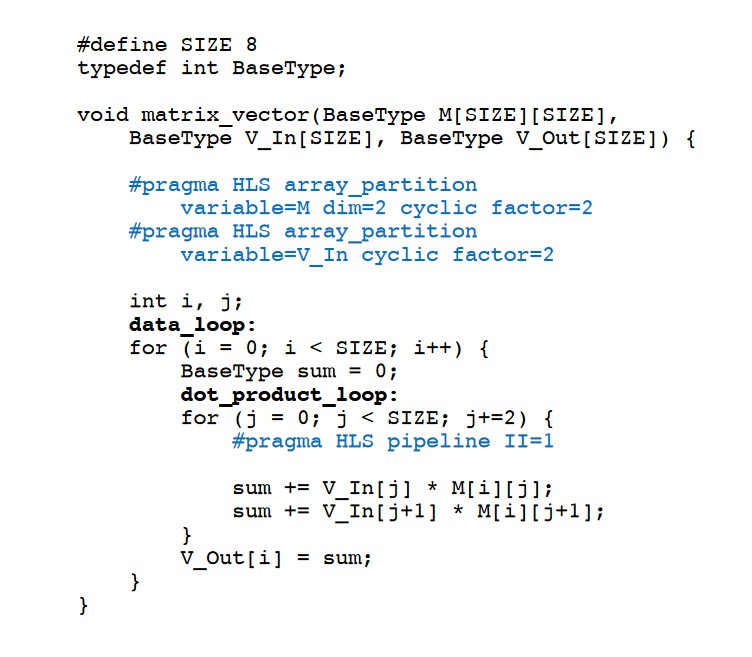 #define SIZE 8
typedef int BaseType;

void matrix_vector(BaseType M[SIZE][SIZE],
    BaseType V_In[SIZE], BaseType V_Out[SIZE]) {

    #pragma HLS array_partition
        variable=M dim=2 cyclic factor=2
    #pragma HLS array_partition
        variable=V_In cyclic factor=2

    int i, j;
    data_loop:
    for (i = 0; i < SIZE; i++) {
        BaseType sum = 0;
        dot_product_loop:
        for (j = 0; j < SIZE; j+=2) {
            #pragma HLS pipeline II=1

            sum += V_In[j] * M[i][j];
            sum += V_In[j+1] * M[i][j+1];
        }
        V_Out[i] = sum;
    }
}